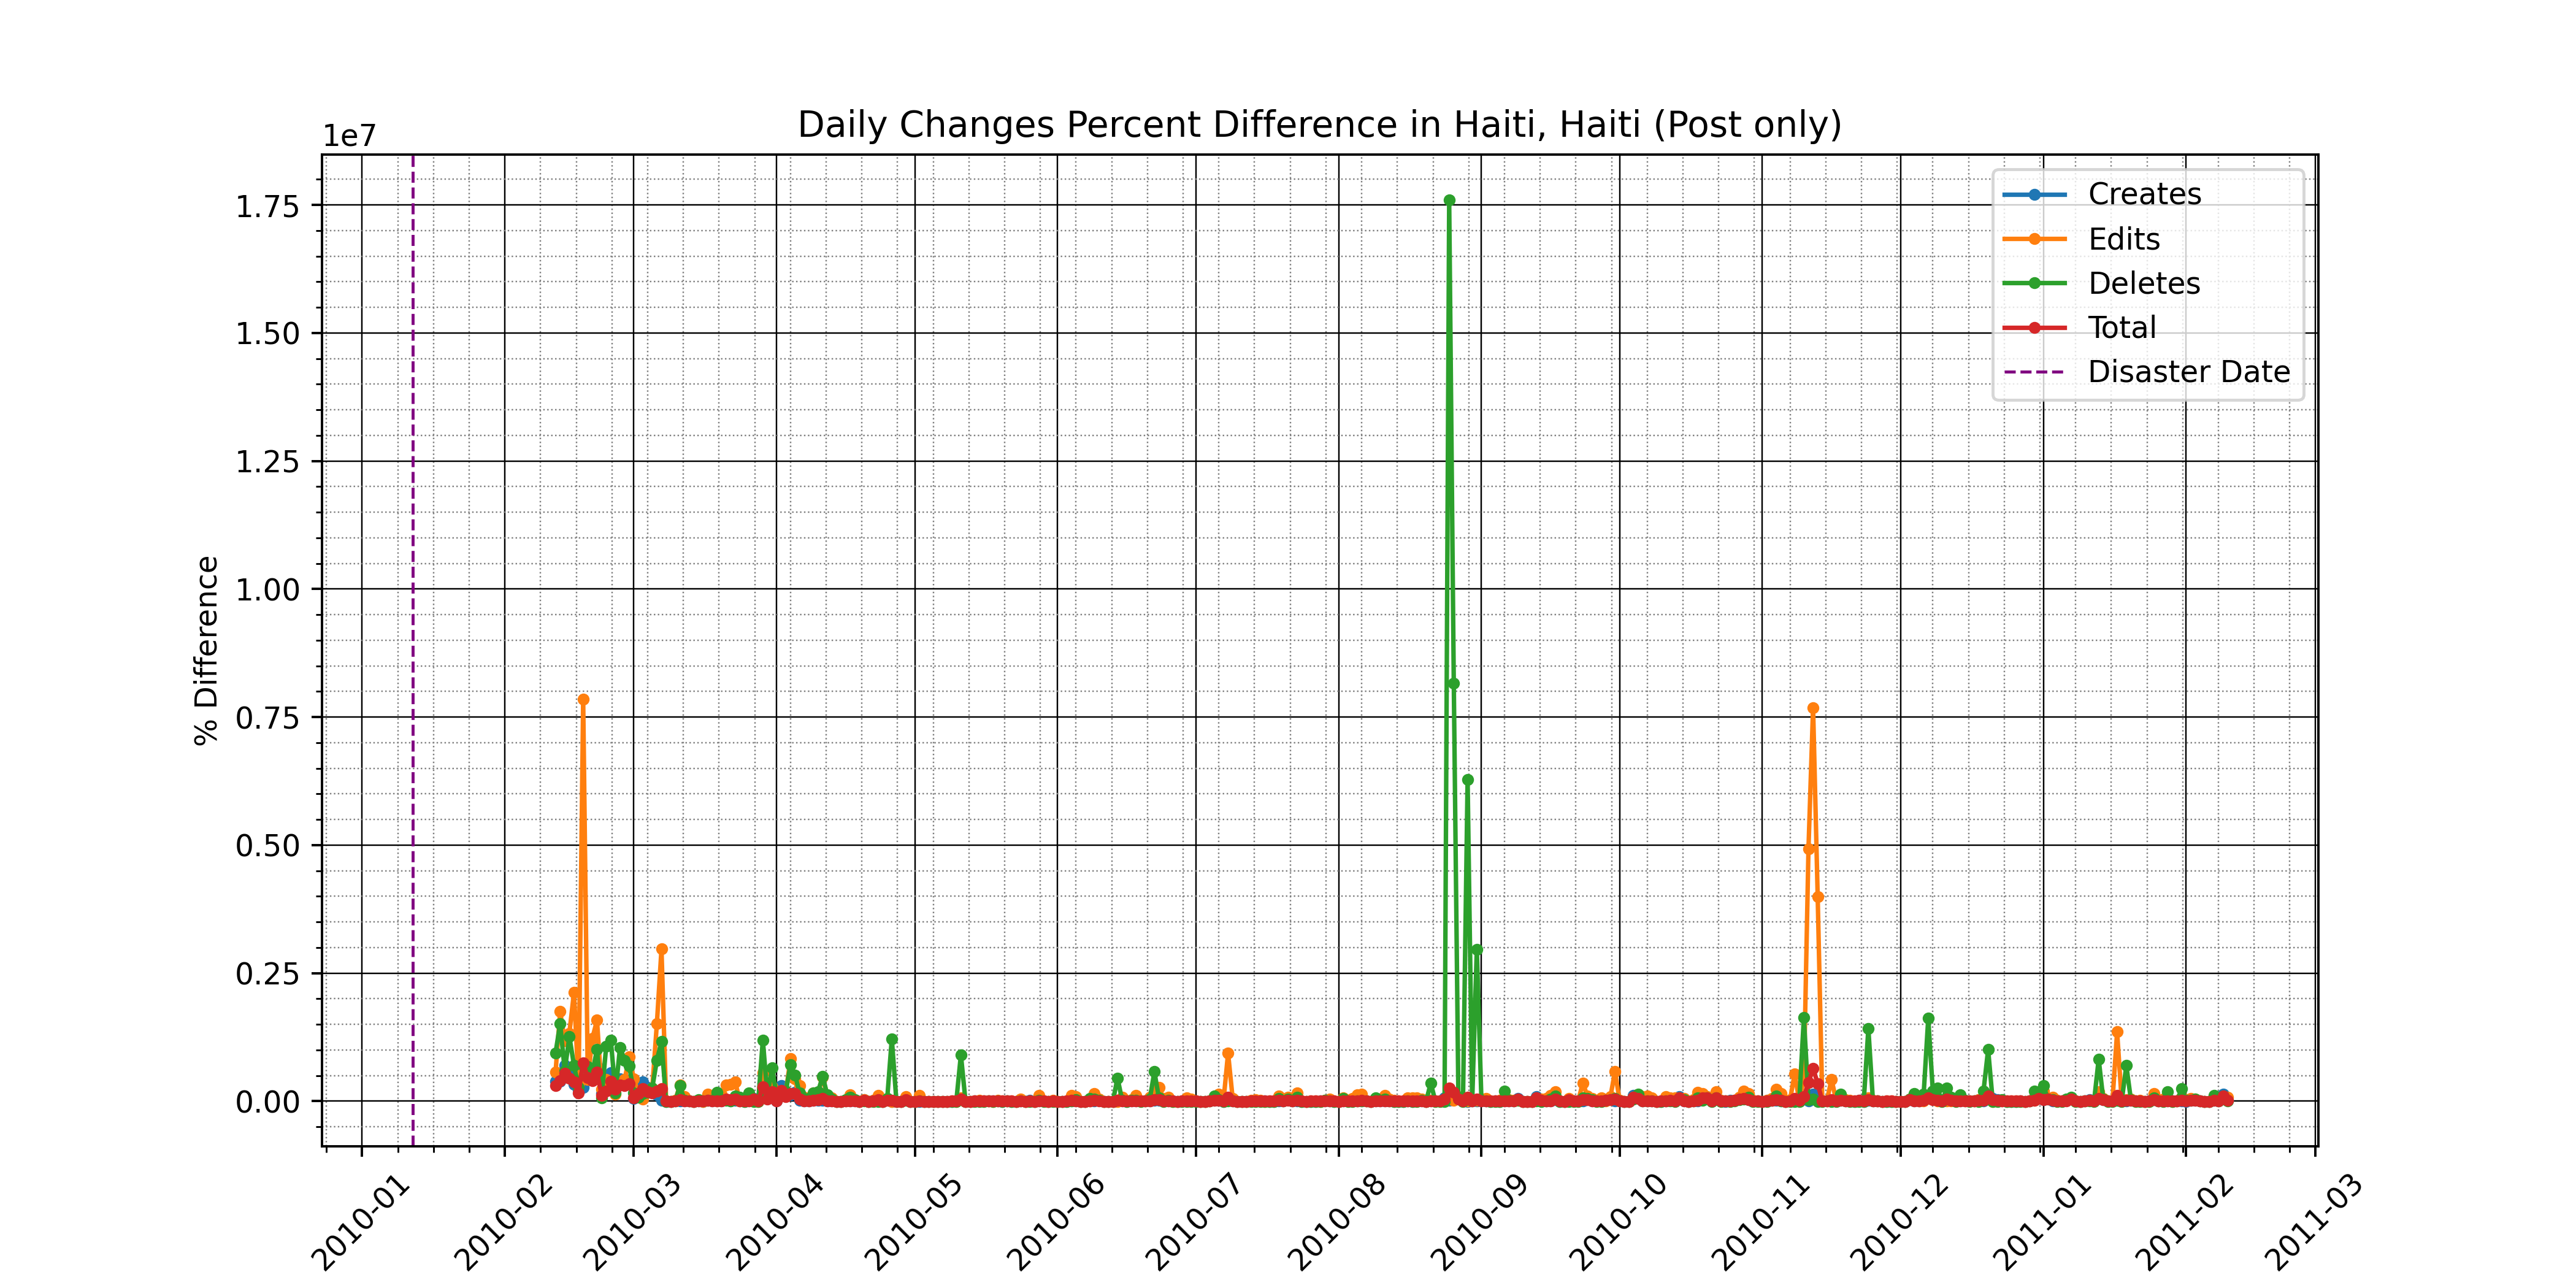 Daily Changes Percent Difference in Haiti, Haiti (Post only)
1e7
1.75
1.50
1.25
1.00
0.75
0.50
0.25
0.00
% Difference
Creates
Edits
Deletes
Total
Disaster Date
2010-01
2010-02
2010-03
2010-04
2010-05
2010-06
2010-07
2010-08
2010-09
2010-10
2010-11
2010-12
2011-01
2011-02
2011-03